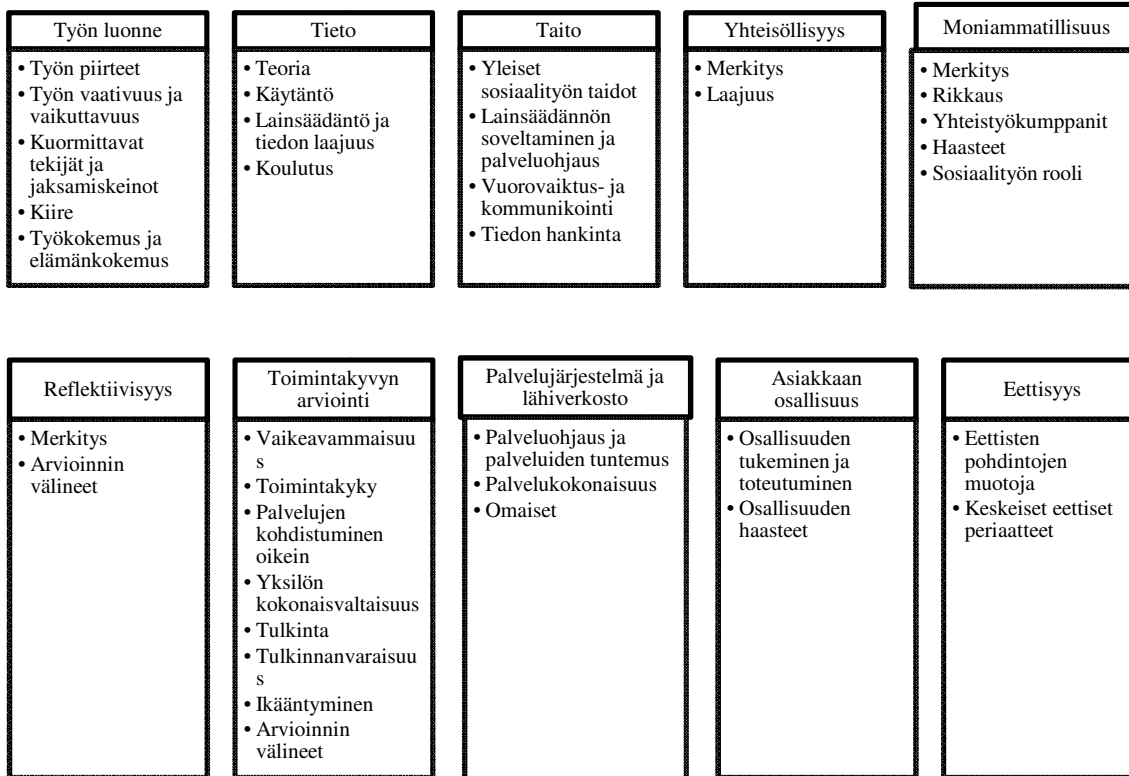 Työn luonne
• Työn piirteet
• Työn vaativuus ja
vaikuttavuus
• Kuormittavat
tekijät ja
jaksamiskeinot
• Kiire
• Työkokemus ja
elämänkokemus
Tieto
• Teoria
• Käytäntö
• Lainsäädäntö ja
tiedon laajuus
• Koulutus
Taito
• Yleiset
sosiaalityön taidot
• Lainsäädännön
soveltaminen ja
palveluohjaus
• Vuorovaiktus- ja
kommunikointi
• Tiedon hankinta
Yhteisöllisyys
• Merkitys
• Laajuus
Moniammatillisuus
• Merkitys
• Rikkaus
• Yhteistyökumppanit
• Haasteet
• Sosiaalityön rooli
Reflektiivisyys
• Merkitys
• Arvioinnin
välineet
Toimintakyvyn
arviointi
• Vaikeavammaisuu
s
• Toimintakyky
• Palvelujen
kohdistuminen
oikein
• Yksilön
kokonaisvaltaisuus
• Tulkinta
• Tulkinnanvaraisuu
s
• Ikääntyminen
• Arvioinnin
välineet
Palvelujärjestelmä ja
lähiverkosto
• Palveluohjaus ja
palveluiden tuntemus
• Palvelukokonaisuus
• Omaiset
Asiakkaan
osallisuus
• Osallisuuden
tukeminen ja
toteutuminen
• Osallisuuden
haasteet
Eettisyys
• Eettisten
pohdintojen
muotoja
• Keskeiset eettiset
periaatteet